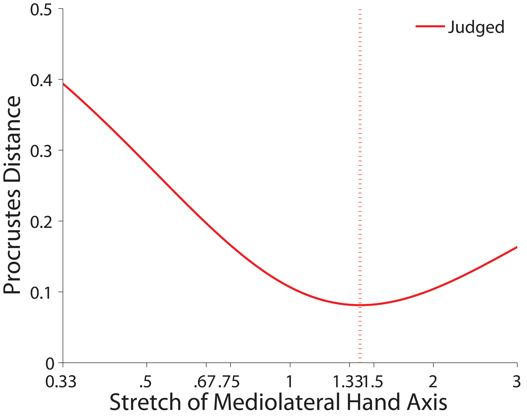 0.5
Judged
0.4
0.3
0.2
0.1
0
Procrustes Distance
0.33 .5 .67.75 1 1.331.5 2 3
Stretch of Mediolateral Hand Axis